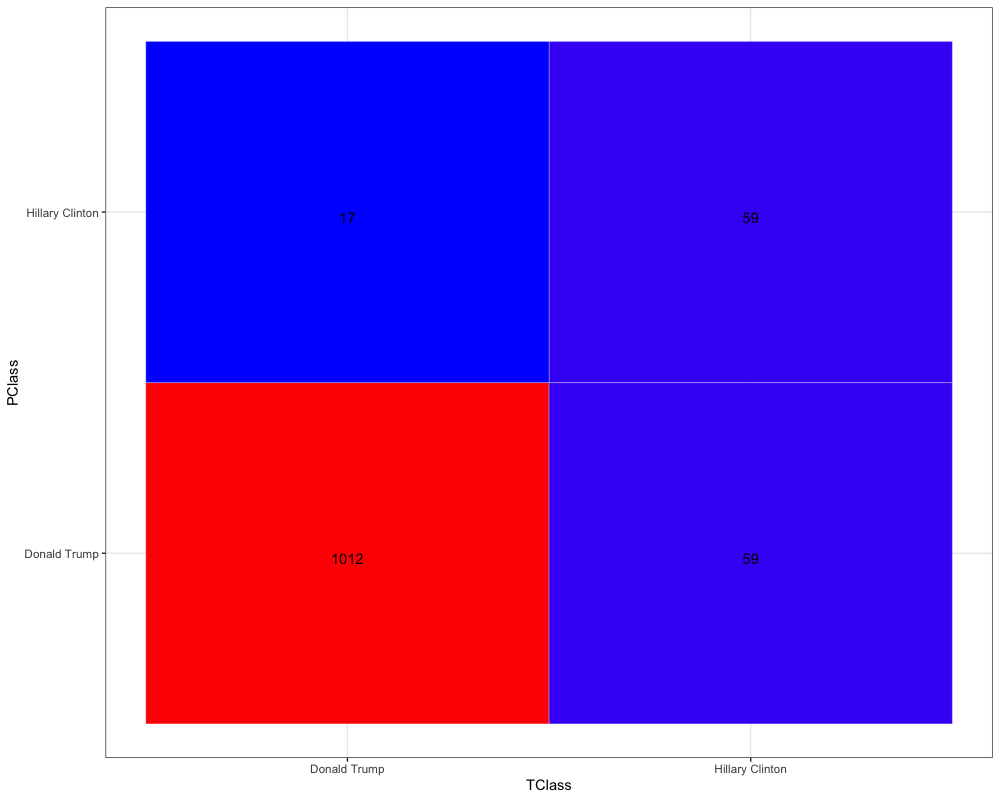 Hillary Clinton
17
59
PClass
Donald Trump
1012
59
Donald Trump
Hillary Clinton
TClass